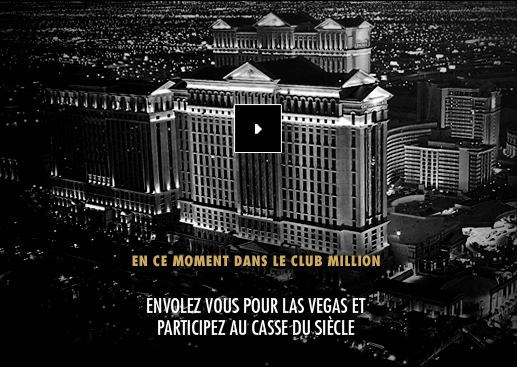 EN CE MOMENT DANS LE CLUB MILLION
ENVOLEZ VOUS POUR LAS VEGAS ET
PARTICIPEZ AU CASSE DU SIÈCLE